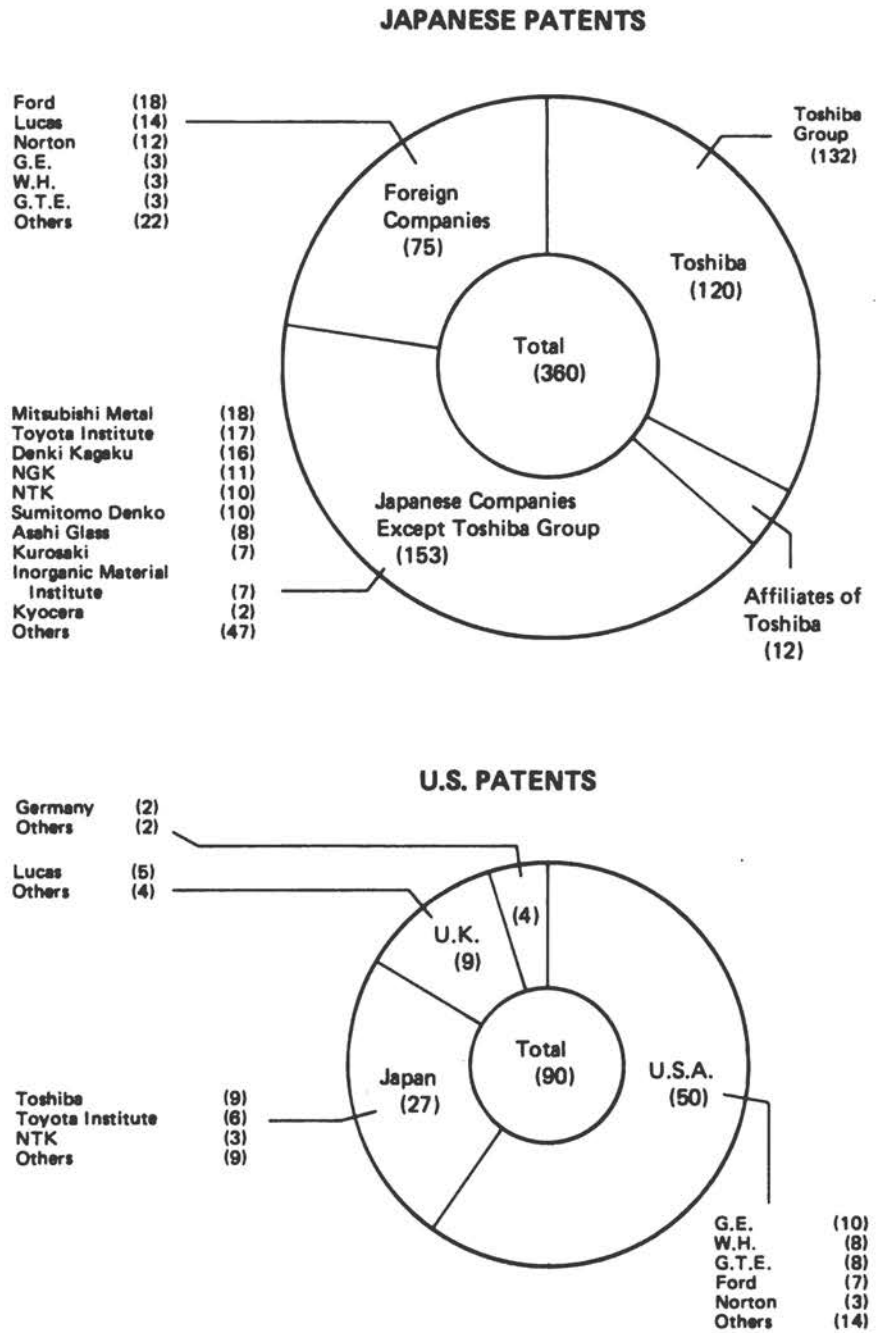 JAPANESE PATENTS
Ford (18)
Lucas (14)
Norton (12)
G.E. (3)
W.H. (3)
G.T.E. (3)
Others (22)
Foreign
Companies
(75)
Toshiba
Group
(132)
Toshiba
(120)
Total
(360)
Mitsubishi Metal (18)
Toyota Institute (17)
Denki Kagaku (16)
NGK (11)
NTK (10)
Sumitomo Denko (10)
Asahi Glass (8)
Kurosaki (7)
Inorganic Material
Institute (7)
Kyocera (2)
Others (47)
Japanese Companies
Except Toshiba Group
(153)
Affiliates of
Toshiba
(12)
U.S. PATENTS
Germany (2)
Others (2)
Lucas (5)
Others (4)
(4)
U.K.
(9)
Total
(90)
U.S.A.
(50)
Japan
(27)
Toshiba (9)
Toyota Institute (6)
NTK (3)
Others (9)
G.E. (10)
W.H. (8)
G.T.E. (8)
Ford (7)
Norton (3)
Others (14)